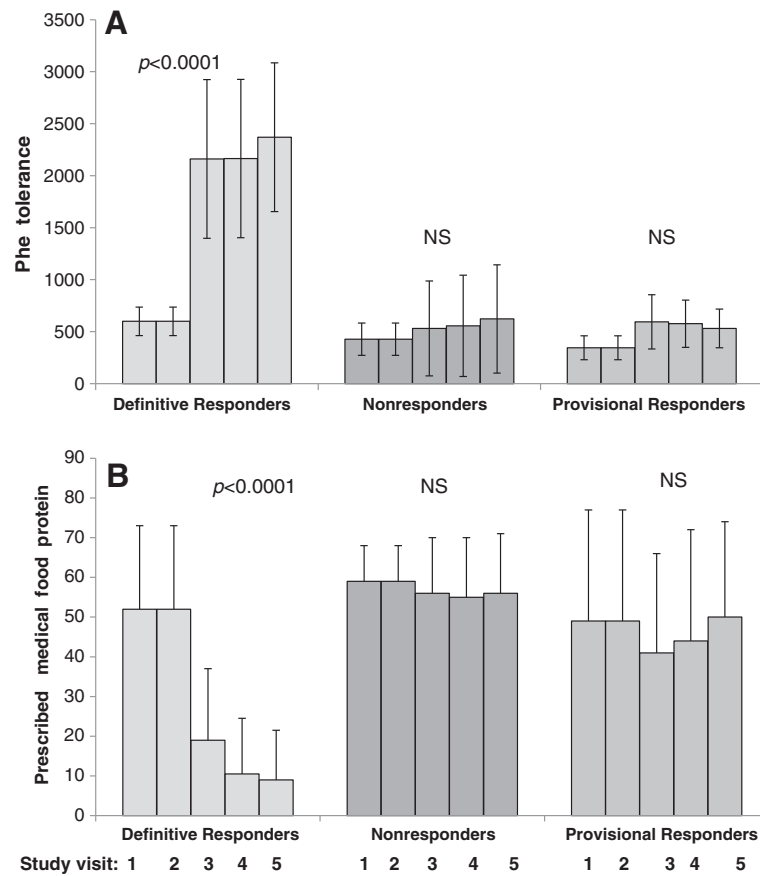 A
p<0.0001
NS
NS
Phe tolerance
3500
3000
2500
2000
1500
1000
500
0
Definitive Responders Nonresponders Provisional Responders
B
p<0.0001
NS
NS
Prescribed medical food protein
90
80
70
60
50
40
30
20
10
0
Definitive Responders Nonresponders Provisional Responders
Study visit: 1 2 3 4 5 1 2 3 4 5 1 2 3 4 5